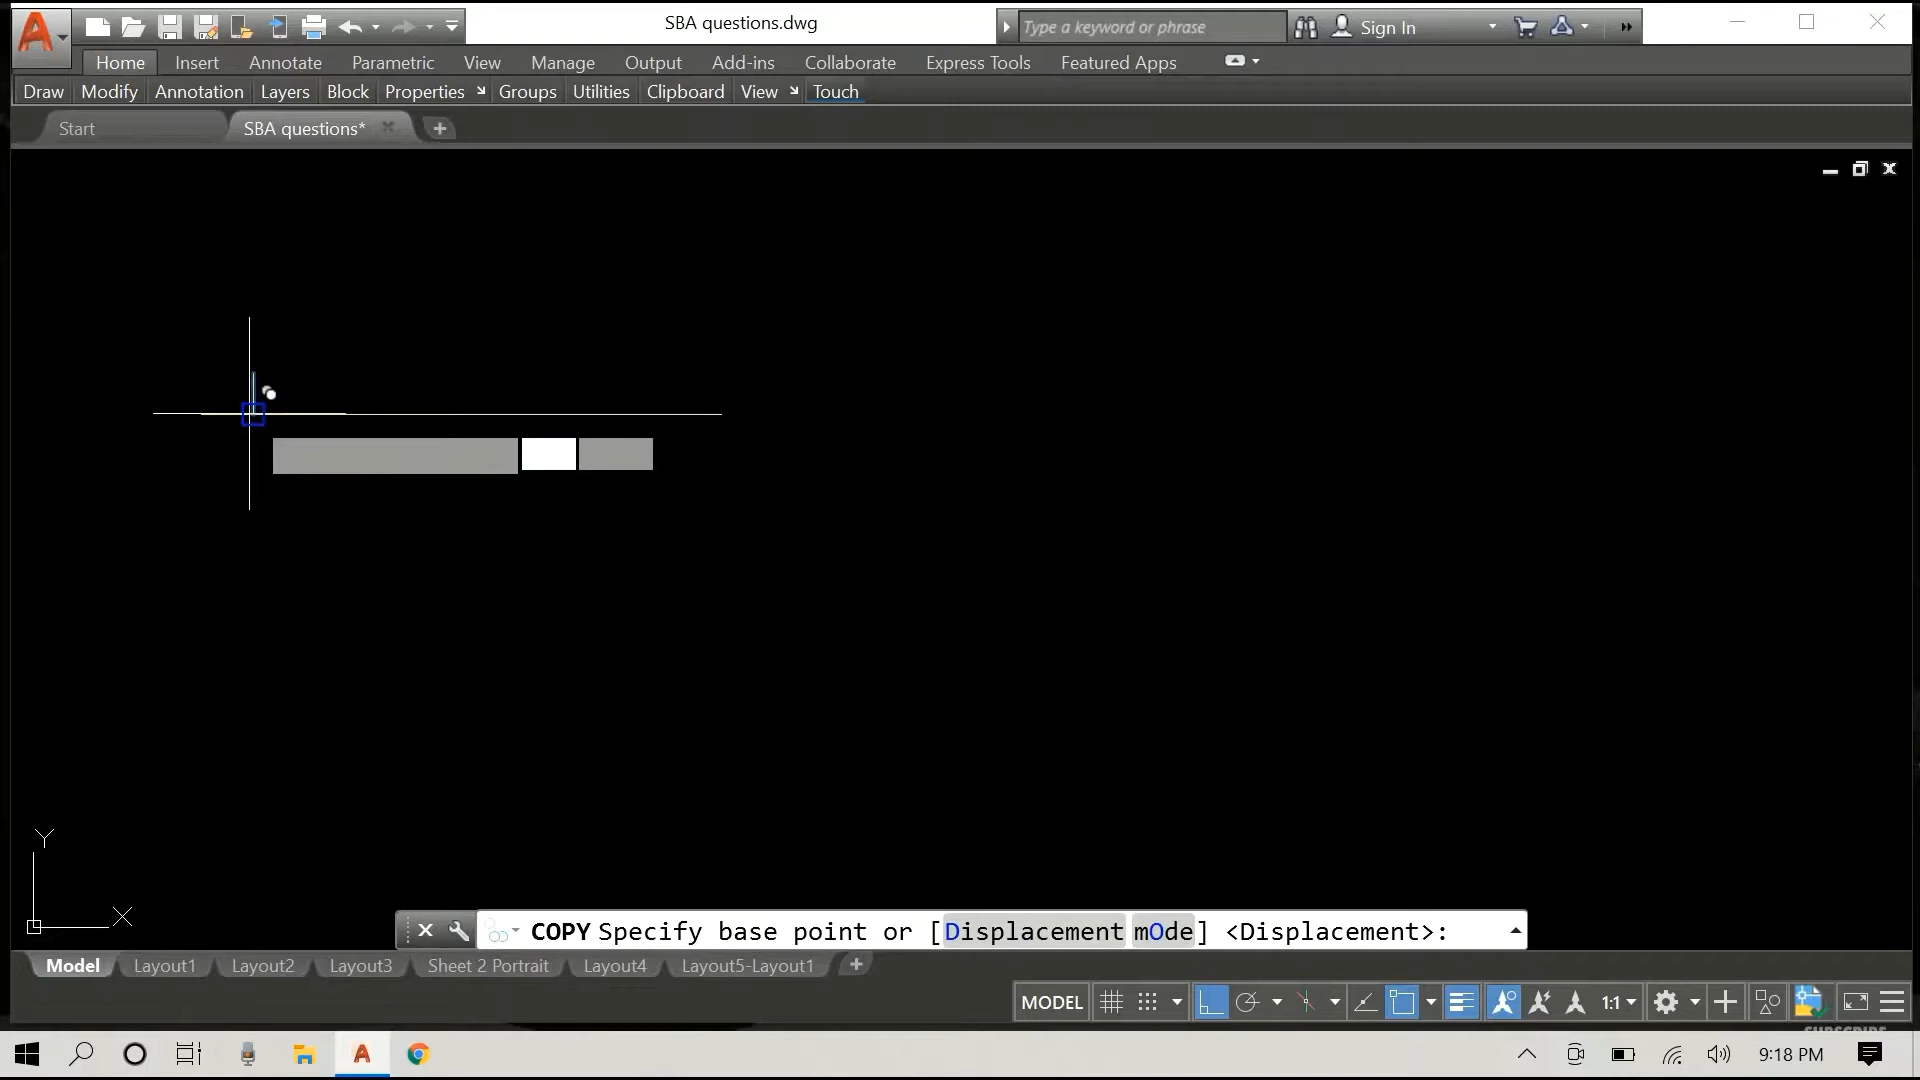 SBA questions.dwg
Type a keyword or phrase
Sign In
Home Insert Annotate Parametric View Manage Output Add-ins Collaborate Express Tools Featured Apps
Draw Modify Annotation Layers Block Properties Groups Utilities Clipboard View Touch
Start SBA questions*
Y
X
COPY Specify base point or [Displacement mOde] <Displacement>:
Model Layout1 Layout2 Layout3 Sheet 2 Portrait Layout4 Layout5-Layout1
MODEL 1:1
SUBSCRIBE
9:18 PM